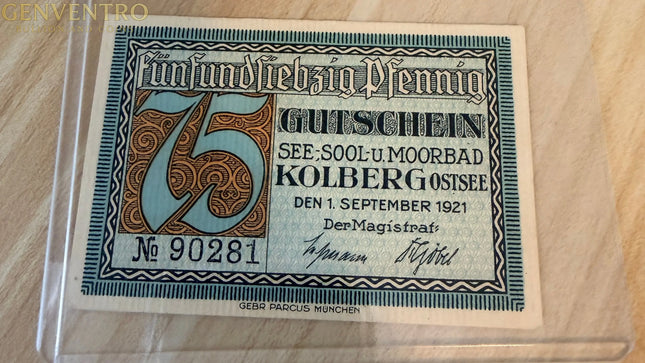 GENVENTRO
Fünfundsiebzig Pfennig
75
GUTSCHEIN
SEE-, SOOL- U. MOORBAD
KOLBERG OSTSEE
DEN 1. SEPTEMBER 1921
Der Magistrat:
№ 90281
GEBR PARCUS MÜNCHEN